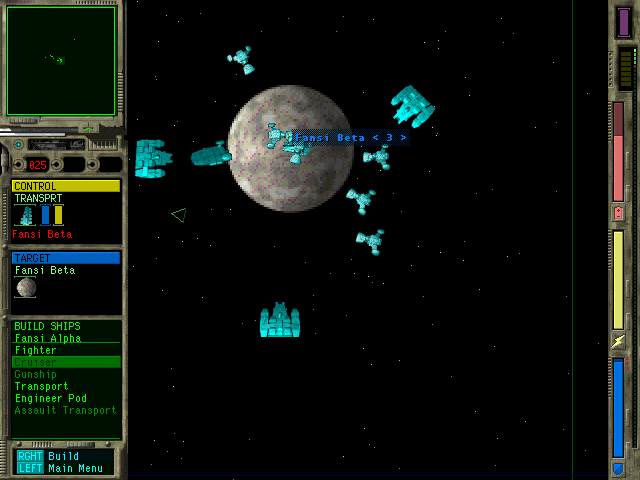 Fansi Beta < 3 >
025
CONTROL
TRANSPRT
Fansi Beta
TARGET
Fansi Beta
BUILD SHIPS
Fansi Alpha
Fighter
Cruiser
Gunship
Transport
Engineer Pod
Assault Transport
RGHT Build
LEFT Main Menu